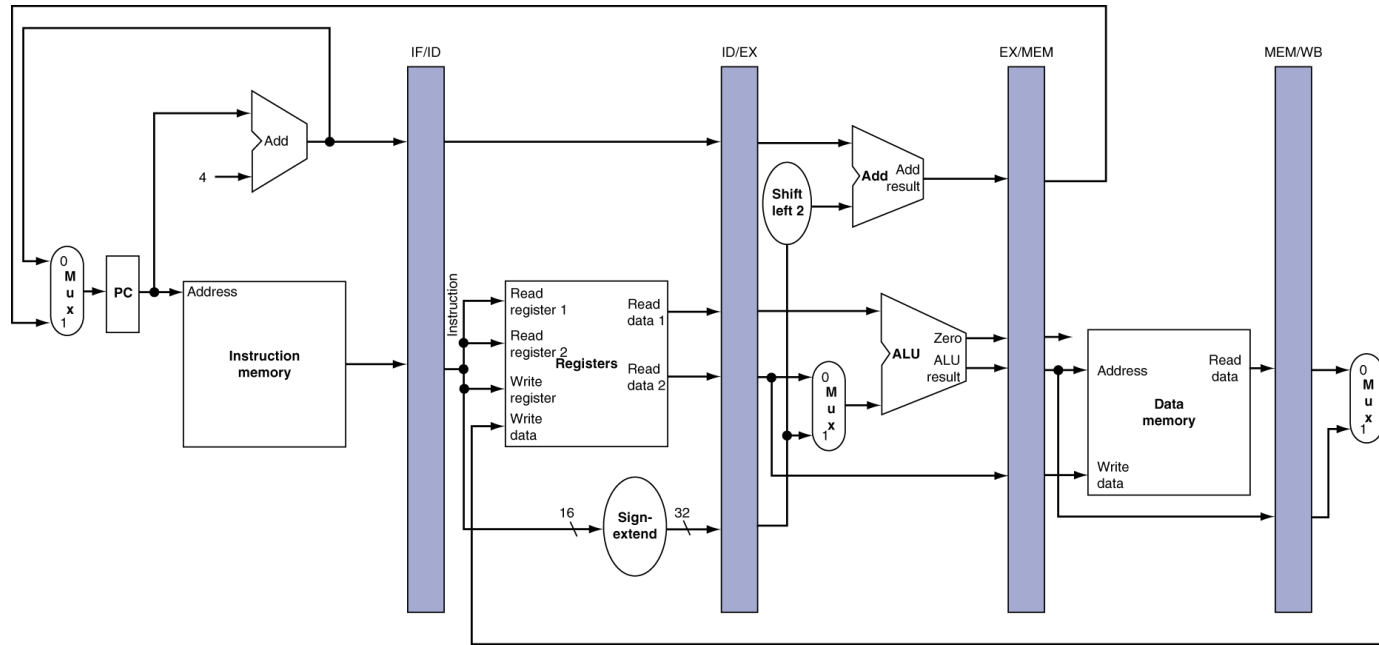 IF/ID
ID/EX
EX/MEM
MEM/WB
Add
4
Add
Add
result
Shift
left 2
0
M
u
x
1
PC
Address
Instruction
memory
Instruction
Read
register 1
Read
register 2
Registers
Write
register
Write
data
Read
data 1
Read
data 2
16
Sign-
extend
32
0
M
u
x
1
Zero
ALU
ALU
result
Address
Read
data
Data
memory
Write
data
0
M
u
x
1